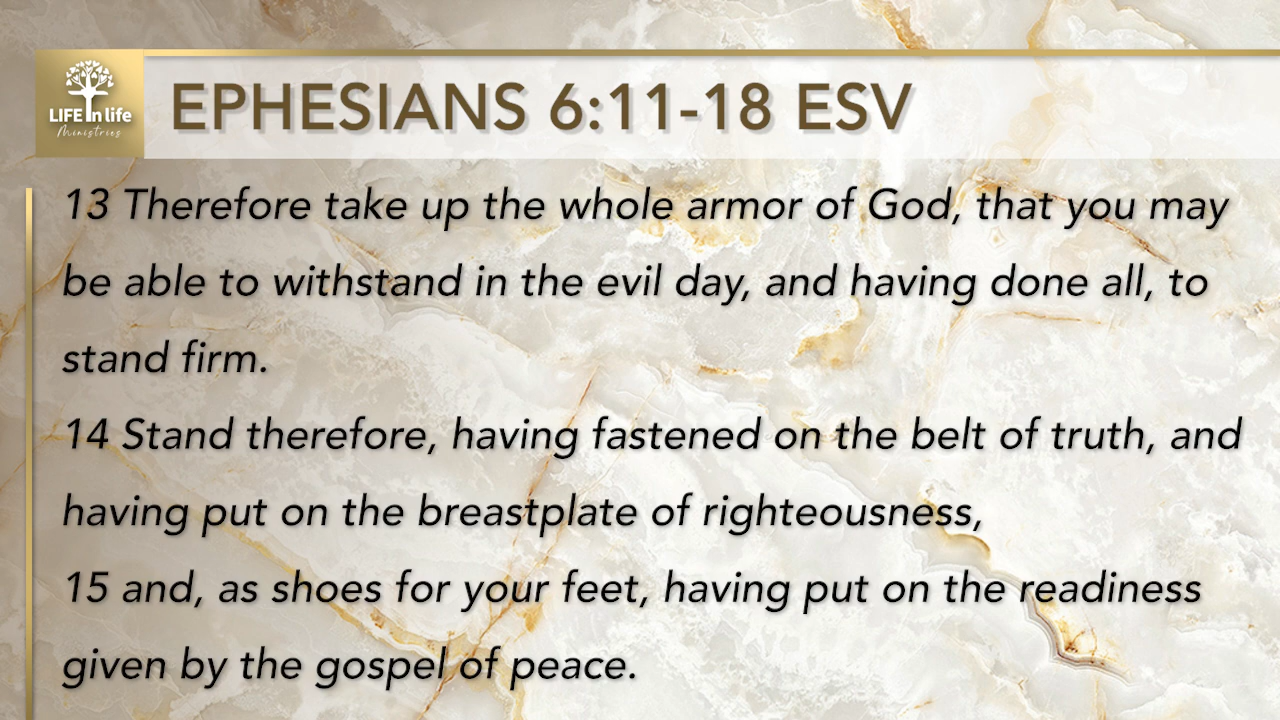 LIFE in life
Ministries
EPHESIANS 6:11-18 ESV
13 Therefore take up the whole armor of God, that you may
be able to withstand in the evil day, and having done all, to
stand firm.
14 Stand therefore, having fastened on the belt of truth, and
having put on the breastplate of righteousness,
15 and, as shoes for your feet, having put on the readiness
given by the gospel of peace.